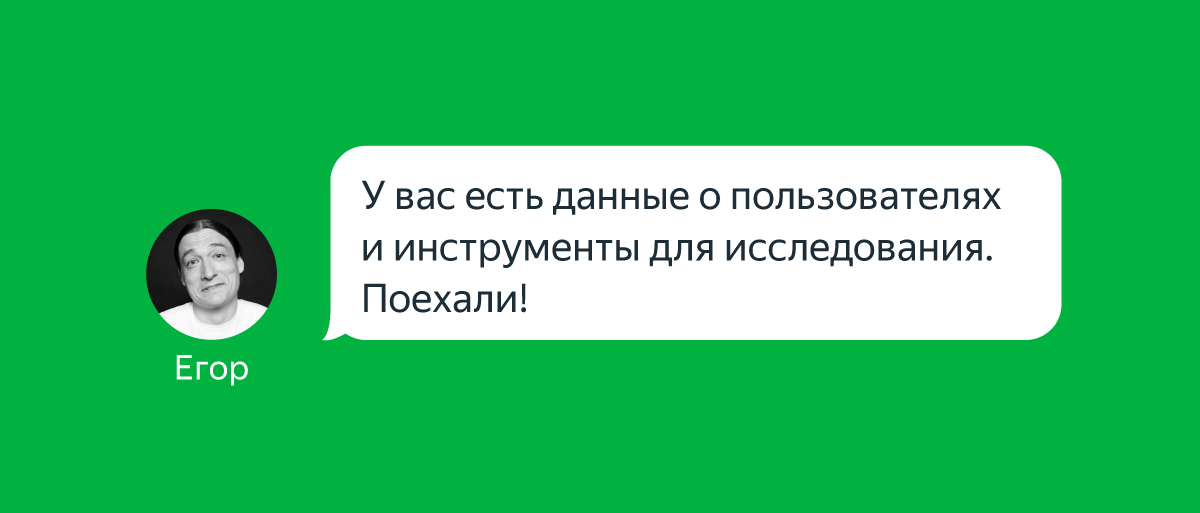 У вас есть данные о пользователях
и инструменты для исследования.
Поехали!
Егор